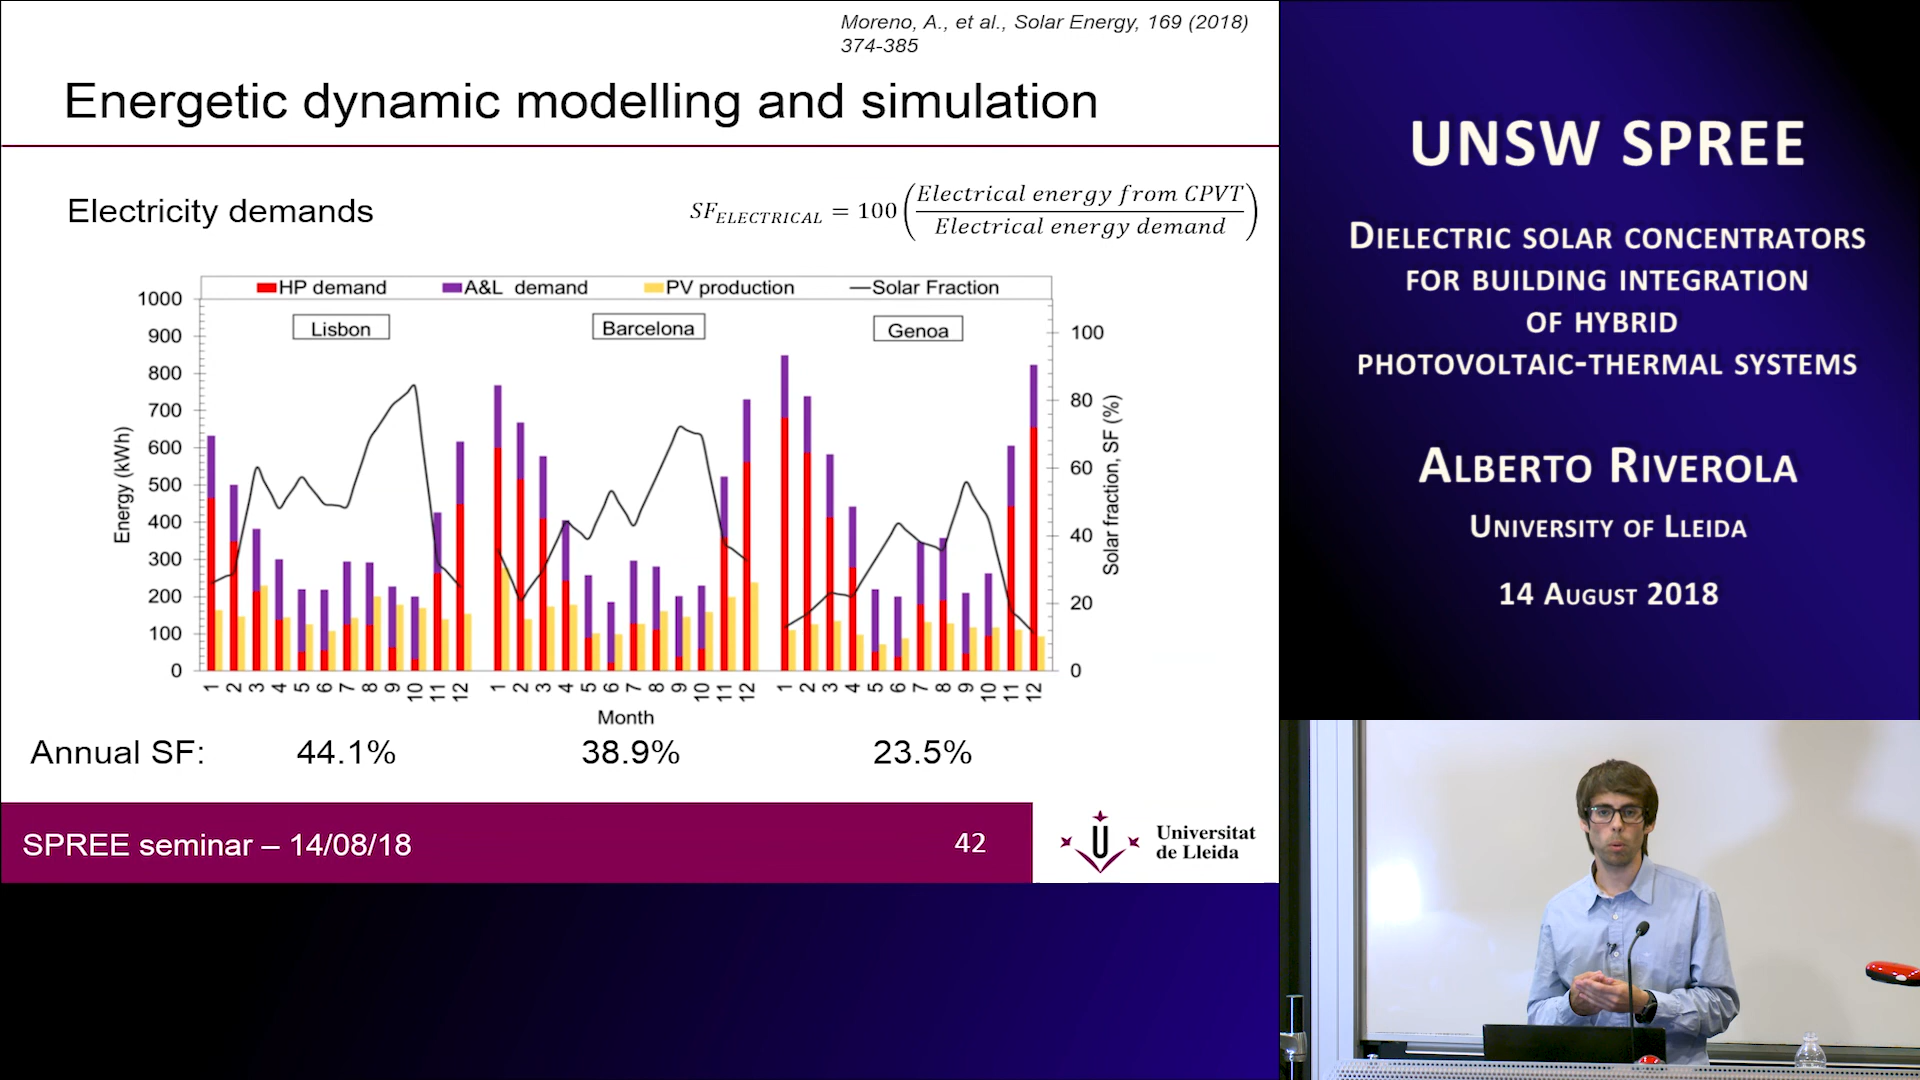 Moreno, A., et al., Solar Energy, 169 (2018)
374-385
Energetic dynamic modelling and simulation
Electricity demands
SF_ELECTRICAL = 100 (Electrical energy from CPVT / Electrical energy demand)
HP demand A&L demand PV production Solar Fraction
Lisbon Barcelona Genoa
Energy (kWh)
1000
900
800
700
600
500
400
300
200
100
0
100
80
60
40
20
0
Solar fraction, SF (%)
1 2 3 4 5 6 7 8 9 10 11 12 1 2 3 4 5 6 7 8 9 10 11 12 1 2 3 4 5 6 7 8 9 10 11 12
Month
Annual SF: 44.1% 38.9% 23.5%
SPREE seminar – 14/08/18 42
Universitat
de Lleida
UNSW SPREE
DIELECTRIC SOLAR CONCENTRATORS
FOR BUILDING INTEGRATION
OF HYBRID
PHOTOVOLTAIC-THERMAL SYSTEMS
ALBERTO RIVEROLA
UNIVERSITY OF LLEIDA
14 AUGUST 2018